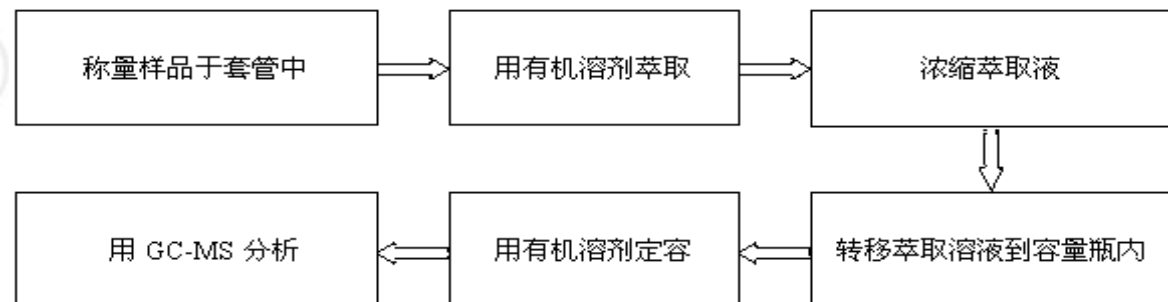 称量样品于套管中
用有机溶剂萃取
浓缩萃取液
转移萃取溶液到容量瓶内
用有机溶剂定容
用 GC-MS 分析